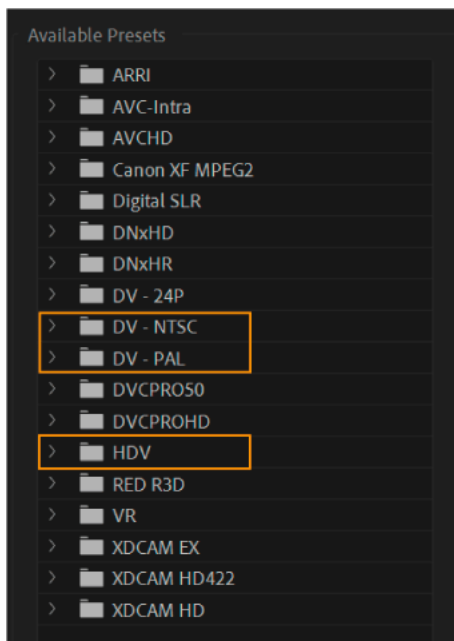 Available Presets
ARRI
AVC-Intra
AVCHD
Canon XF MPEG2
Digital SLR
DNxHD
DNxHR
DV - 24P
DV - NTSC
DV - PAL
DVCPRO50
DVCPROHD
HDV
RED R3D
VR
XDCAM EX
XDCAM HD422
XDCAM HD